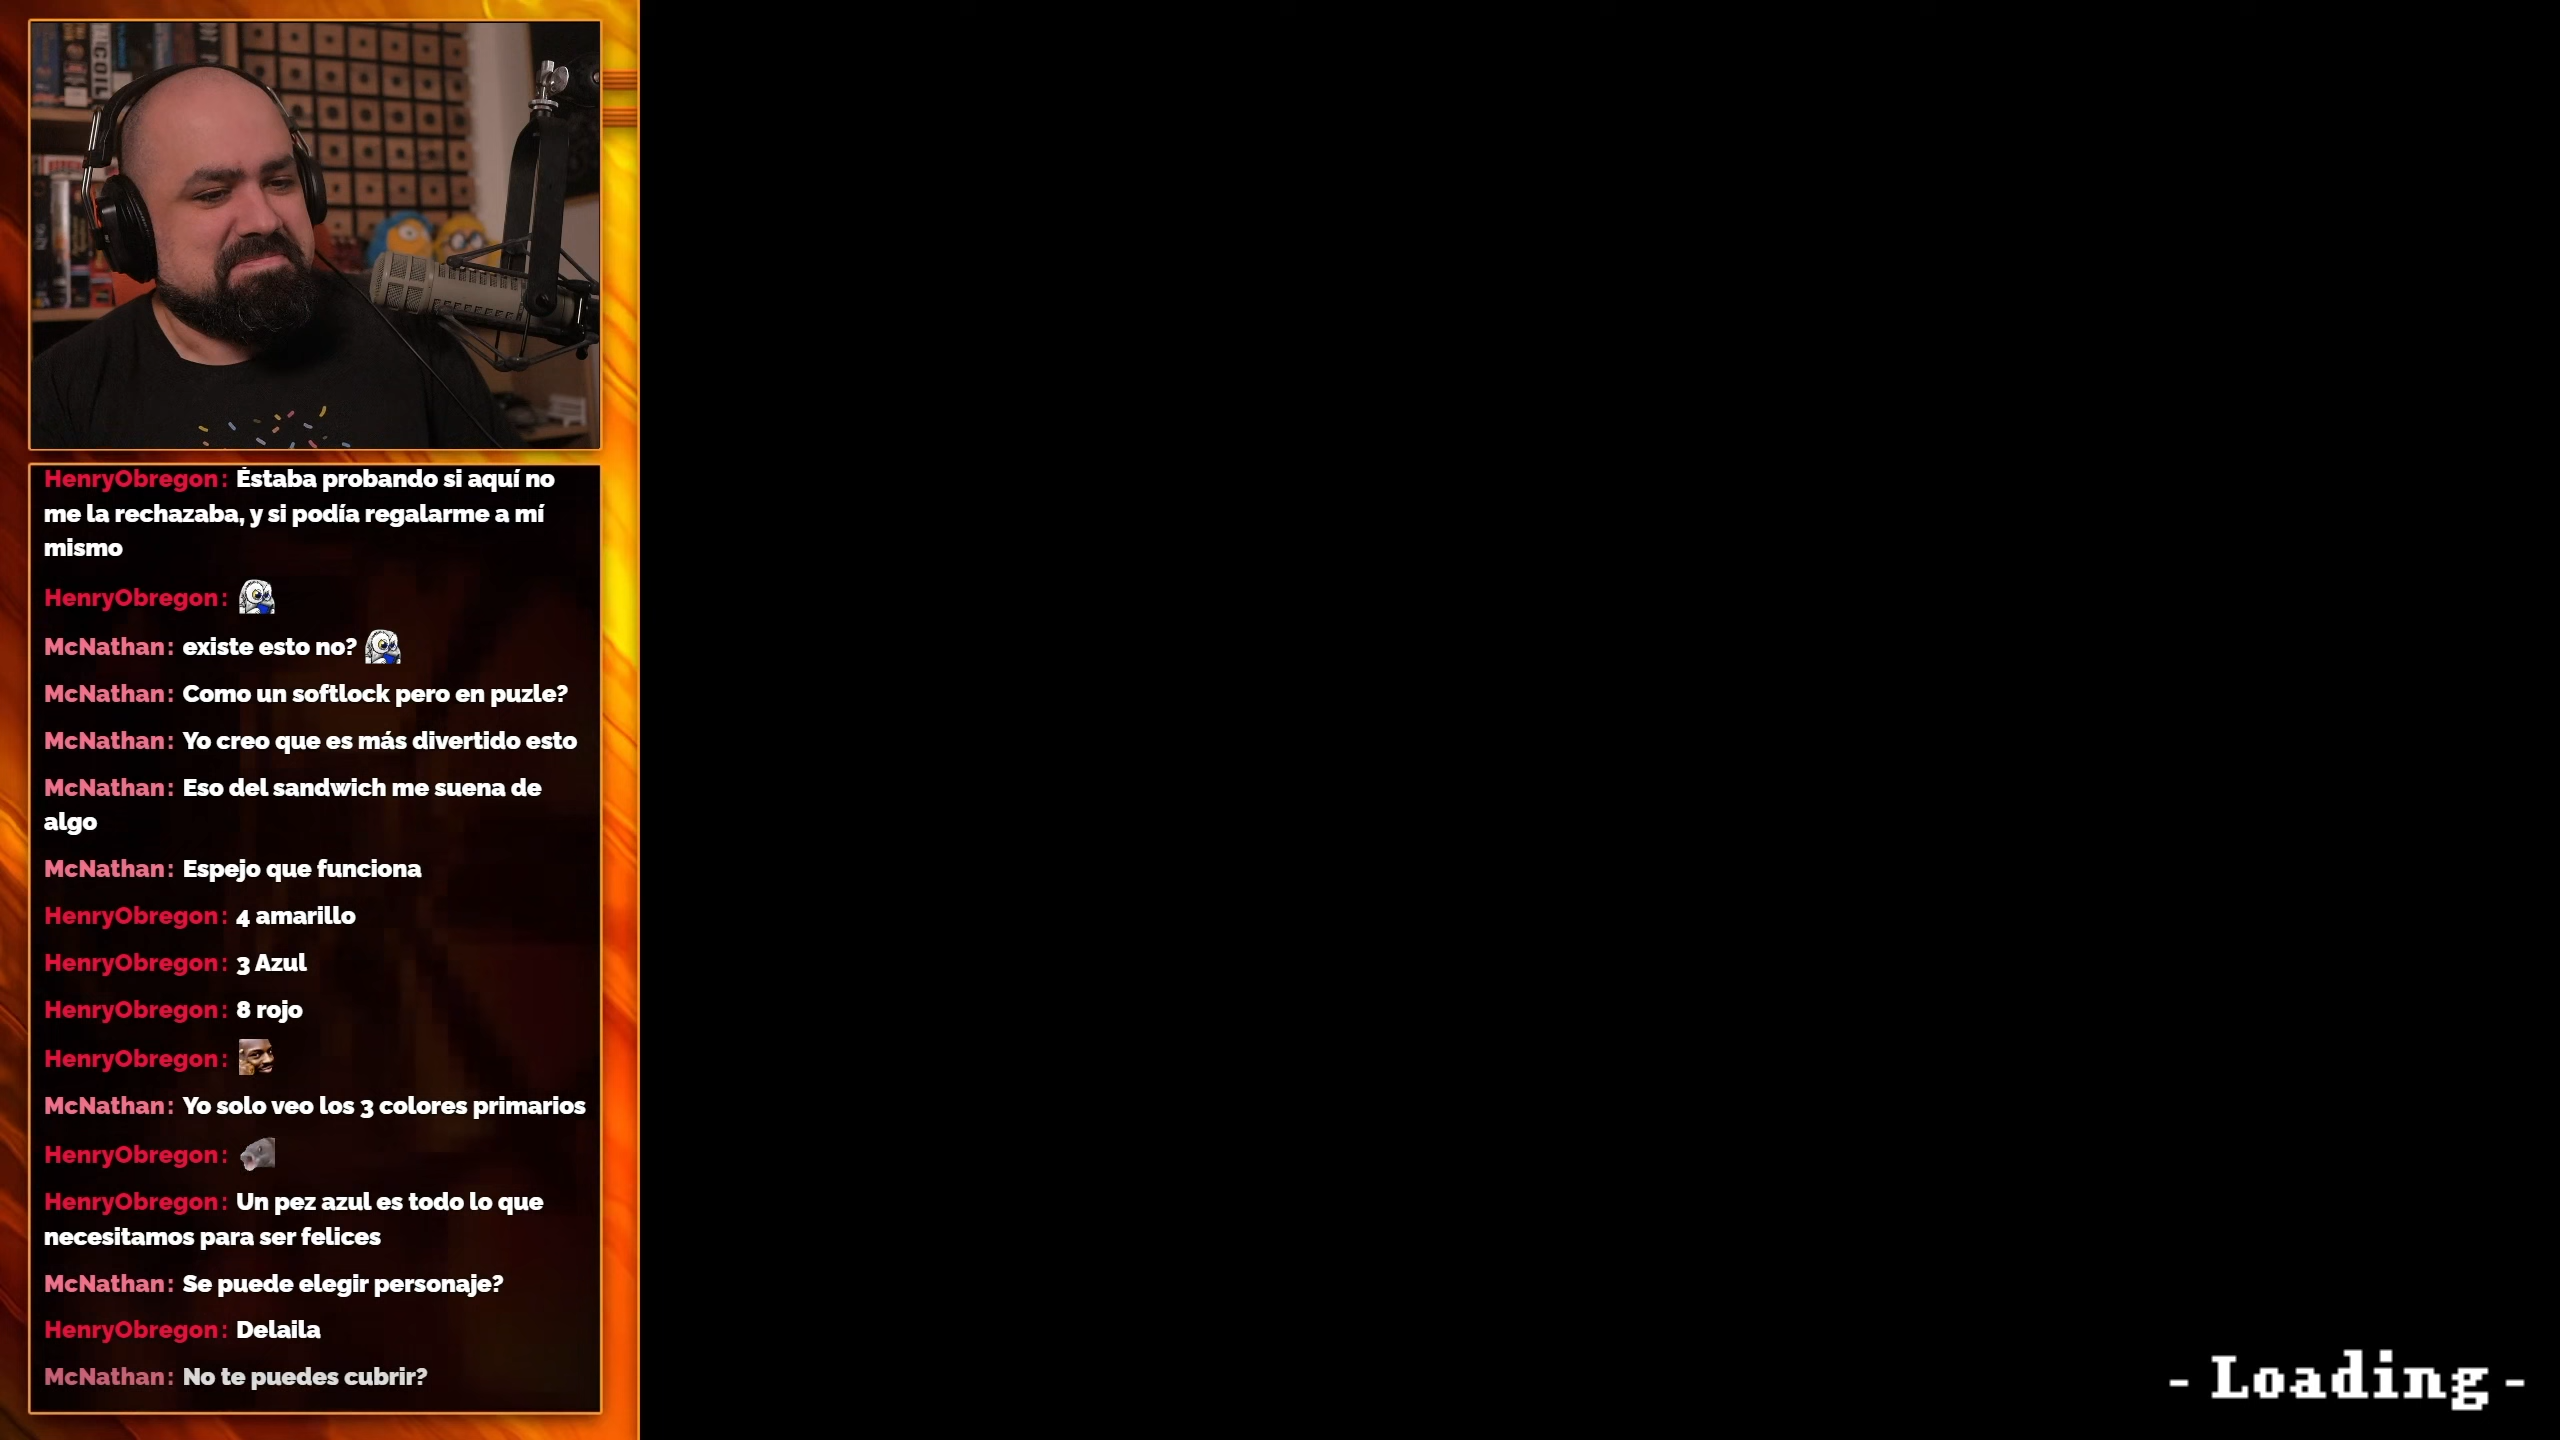 HenryObregon: Estaba probando si aquí no
me la rechazaba, y si podía regalarme a mí
mismo
HenryObregon:
McNathan: existe esto no?
McNathan: Como un softlock pero en puzle?
McNathan: Yo creo que es más divertido esto
McNathan: Eso del sandwich me suena de
algo
McNathan: Espejo que funciona
HenryObregon: 4 amarillo
HenryObregon: 3 Azul
HenryObregon: 8 rojo
HenryObregon:
McNathan: Yo solo veo los 3 colores primarios
HenryObregon:
HenryObregon: Un pez azul es todo lo que
necesitamos para ser felices
McNathan: Se puede elegir personaje?
HenryObregon: Delaila
McNathan: No te puedes cubrir?
- Loading -